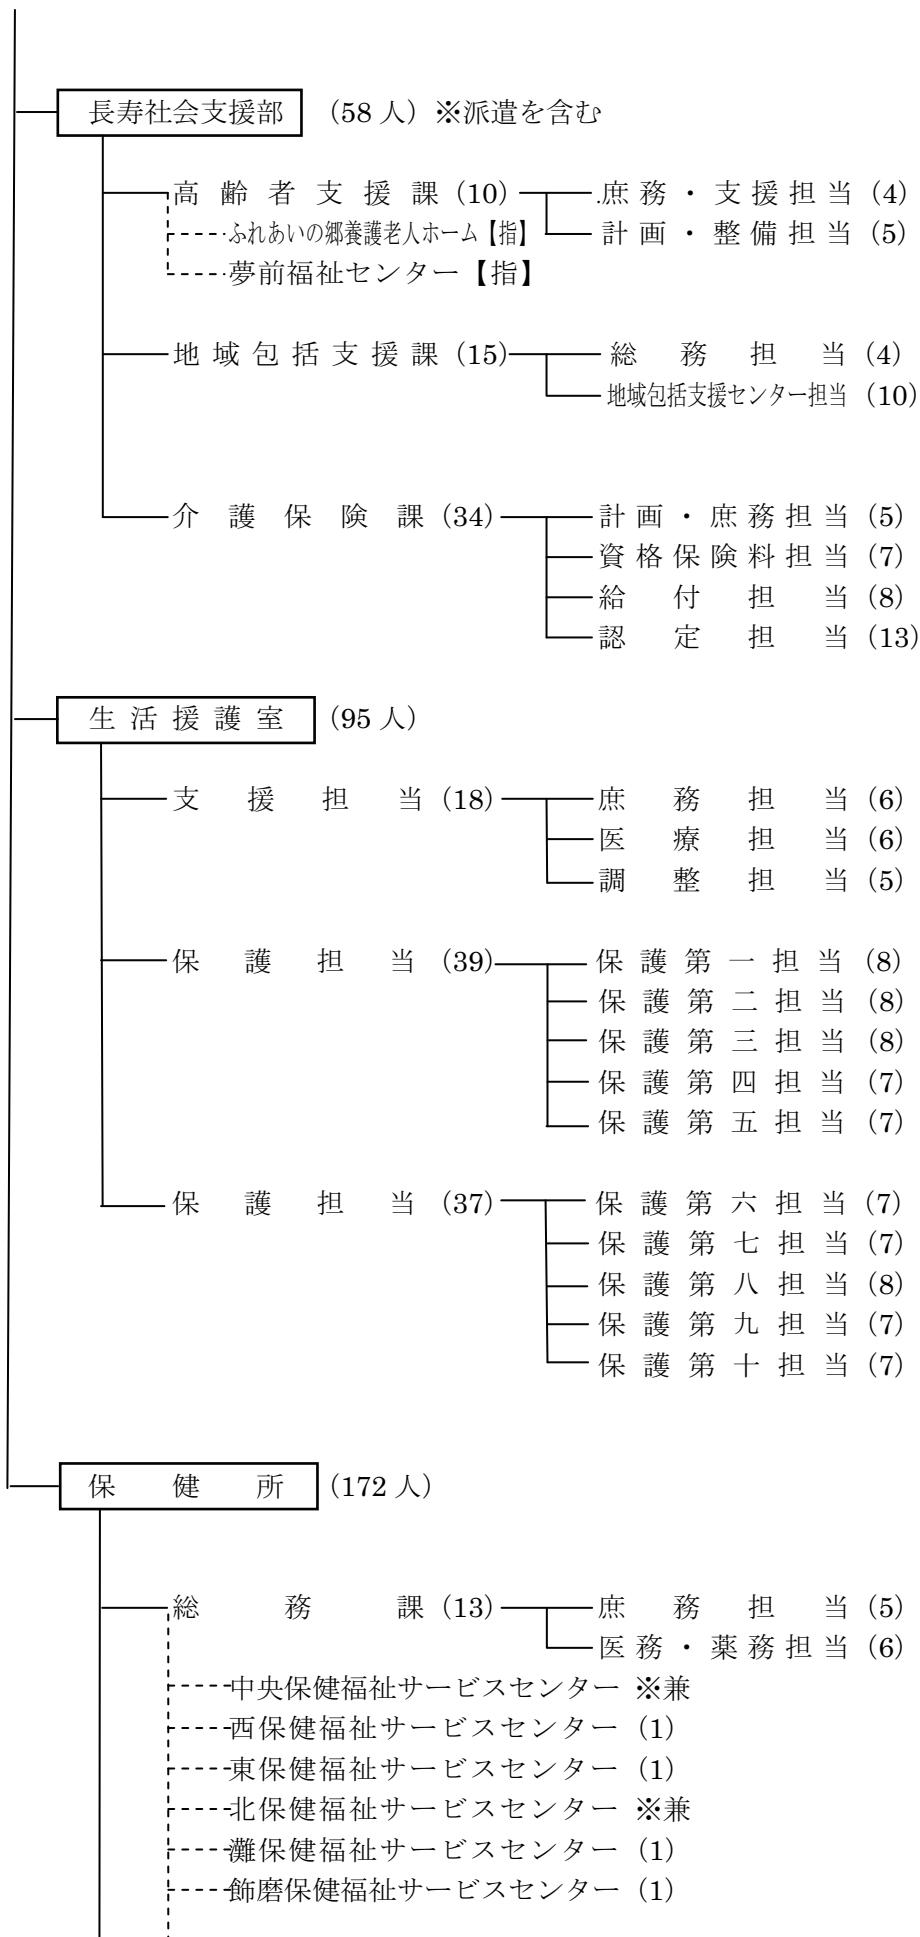 長寿社会支援部 (58 人) ※派遣を含む
高齢者支援課 (10) 庶務・支援担当 (4)
ふれあいの郷養護老人ホーム【指】 計画・整備担当 (5)
夢前福祉センター【指】
地域包括支援課 (15) 総務担当 (4)
地域包括支援センター担当 (10)
介護保険課 (34) 計画・庶務担当 (5)
資格保険料担当 (7)
給付担当 (8)
認定担当 (13)
生活援護室 (95 人)
支援担当 (18) 庶務担当 (6)
医療担当 (6)
調整担当 (5)
保護担当 (39) 保護第一担当 (8)
保護第二担当 (8)
保護第三担当 (8)
保護第四担当 (7)
保護第五担当 (7)
保護担当 (37) 保護第六担当 (7)
保護第七担当 (7)
保護第八担当 (8)
保護第九担当 (7)
保護第十担当 (7)
保健所 (172 人)
総務課 (13) 庶務担当 (5)
医務・薬務担当 (6)
中央保健福祉サービスセンター ※兼
西保健福祉サービスセンター (1)
東保健福祉サービスセンター (1)
北保健福祉サービスセンター ※兼
灘保健福祉サービスセンター (1)
飾磨保健福祉サービスセンター (1)